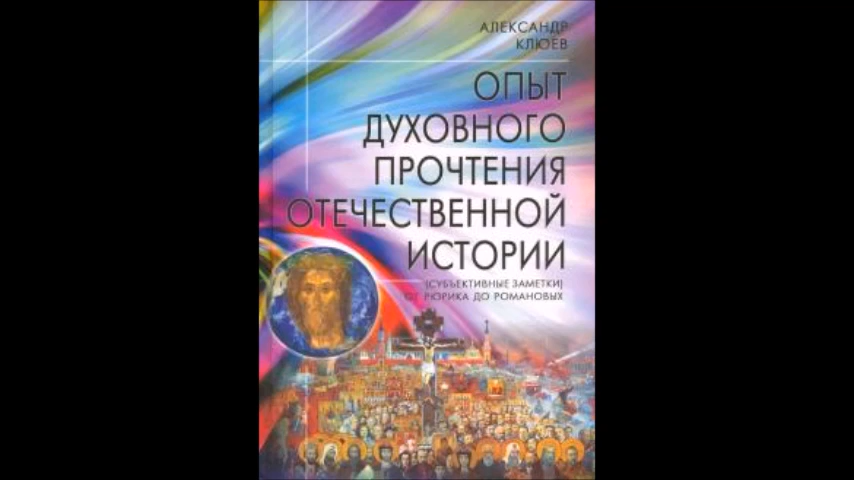 АЛЕКСАНДР
КЛЮЕВ
ОПЫТ
ДУХОВНОГО
ПРОЧТЕНИЯ
ОТЕЧЕСТВЕННОЙ
ИСТОРИИ
(СУБЪЕКТИВНЫЕ ЗАМЕТКИ)
ОТ РЮРИКА ДО РОМАНОВЫХ